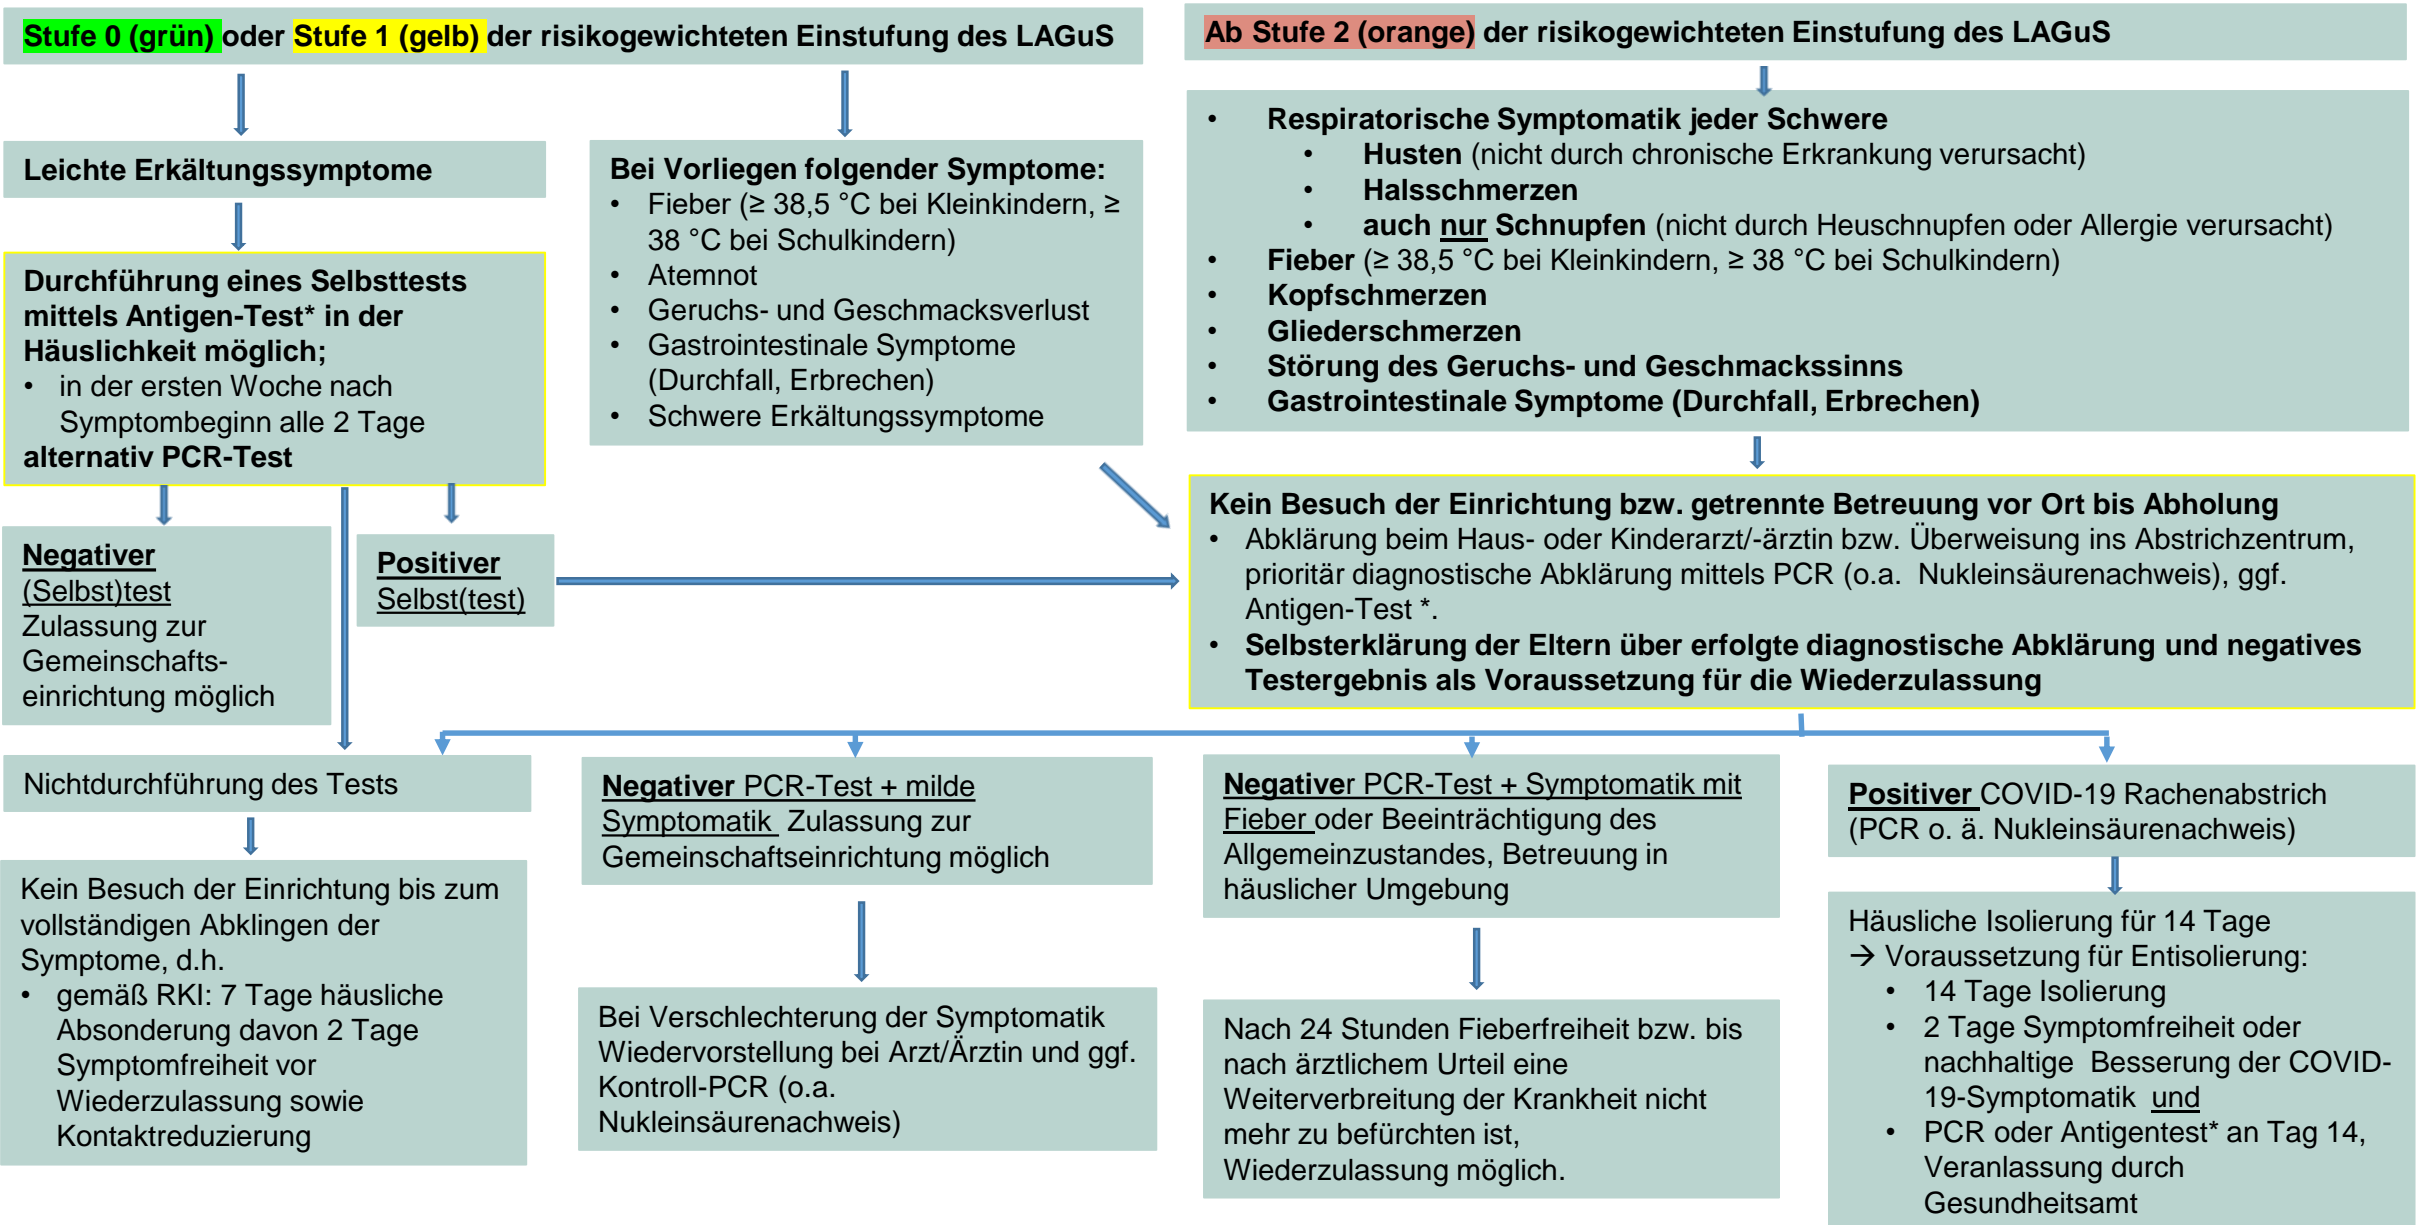 Stufe 0 (grün) oder Stufe 1 (gelb) der risikogewichteten Einstufung des LAGuS
Leichte Erkältungssymptome
Durchführung eines Selbsttests
mittels Antigen-Test* in der
Häuslichkeit möglich;
• in der ersten Woche nach
Symptombeginn alle 2 Tage
alternativ PCR-Test
Negativer
(Selbst)test
Zulassung zur
Gemeinschafts-
einrichtung möglich
Positiver
Selbst(test)
Bei Vorliegen folgender Symptome:
• Fieber (≥ 38,5 °C bei Kleinkindern, ≥
38 °C bei Schulkindern)
• Atemnot
• Geruchs- und Geschmacksverlust
• Gastrointestinale Symptome
(Durchfall, Erbrechen)
• Schwere Erkältungssymptome
Ab Stufe 2 (orange) der risikogewichteten Einstufung des LAGuS
• Respiratorische Symptomatik jeder Schwere
• Husten (nicht durch chronische Erkrankung verursacht)
• Halsschmerzen
• auch nur Schnupfen (nicht durch Heuschnupfen oder Allergie verursacht)
• Fieber (≥ 38,5 °C bei Kleinkindern, ≥ 38 °C bei Schulkindern)
• Kopfschmerzen
• Gliederschmerzen
• Störung des Geruchs- und Geschmackssinns
• Gastrointestinale Symptome (Durchfall, Erbrechen)
Kein Besuch der Einrichtung bzw. getrennte Betreuung vor Ort bis Abholung
• Abklärung beim Haus- oder Kinderarzt/-ärztin bzw. Überweisung ins Abstrichzentrum,
prioritär diagnostische Abklärung mittels PCR (o.a. Nukleinsäurenachweis), ggf.
Antigen-Test *.
• Selbsterklärung der Eltern über erfolgte diagnostische Abklärung und negatives
Testergebnis als Voraussetzung für die Wiederzulassung
Nichtdurchführung des Tests
Kein Besuch der Einrichtung bis zum
vollständigen Abklingen der
Symptome, d.h.
• gemäß RKI: 7 Tage häusliche
Absonderung davon 2 Tage
Symptomfreiheit vor
Wiederzulassung sowie
Kontaktreduzierung
Negativer PCR-Test + milde
Symptomatik Zulassung zur
Gemeinschaftseinrichtung möglich
Bei Verschlechterung der Symptomatik
Wiedervorstellung bei Arzt/Ärztin und ggf.
Kontroll-PCR (o.a.
Nukleinsäurenachweis)
Negativer PCR-Test + Symptomatik mit
Fieber oder Beeinträchtigung des
Allgemeinzustandes, Betreuung in
häuslicher Umgebung
Nach 24 Stunden Fieberfreiheit bzw. bis
nach ärztlichem Urteil eine
Weiterverbreitung der Krankheit nicht
mehr zu befürchten ist,
Wiederzulassung möglich.
Positiver COVID-19 Rachenabstrich
(PCR o. ä. Nukleinsäurenachweis)
Häusliche Isolierung für 14 Tage
→ Voraussetzung für Entisolierung:
• 14 Tage Isolierung
• 2 Tage Symptomfreiheit oder
nachhaltige Besserung der COVID-
19-Symptomatik und
• PCR oder Antigentest* an Tag 14,
Veranlassung durch
Gesundheitsamt